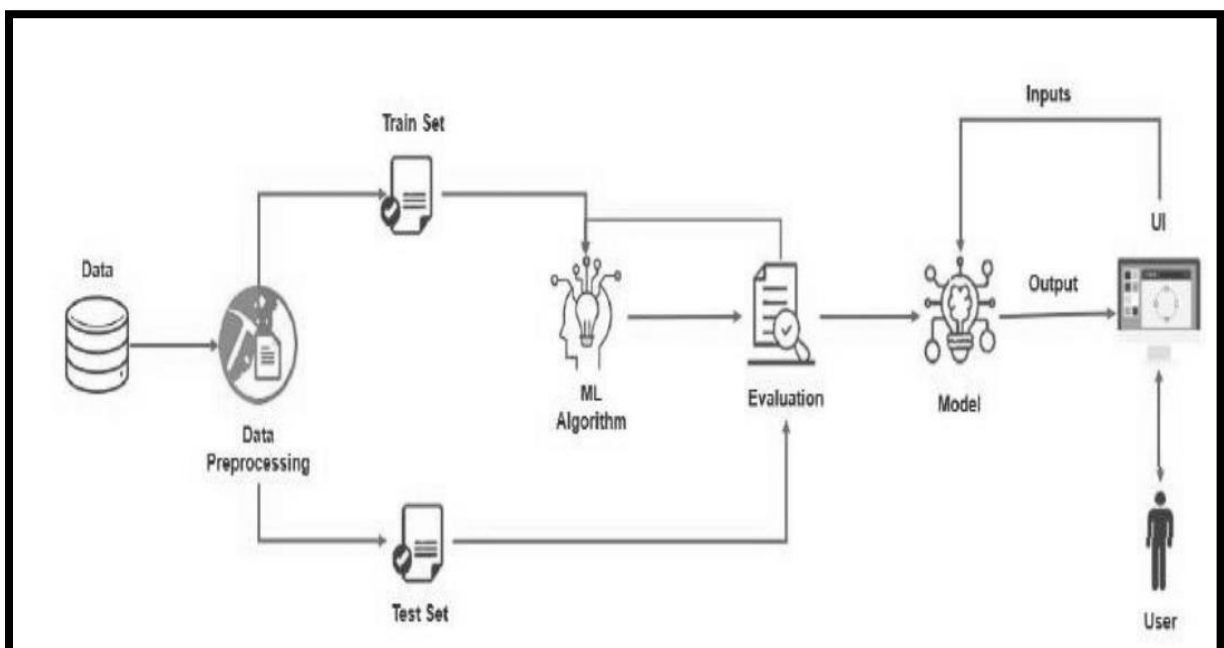 Inputs
Train Set
UI
Data
Output
ML
Algorithm
Evaluation
Model
Data
Preprocessing
Test Set
User